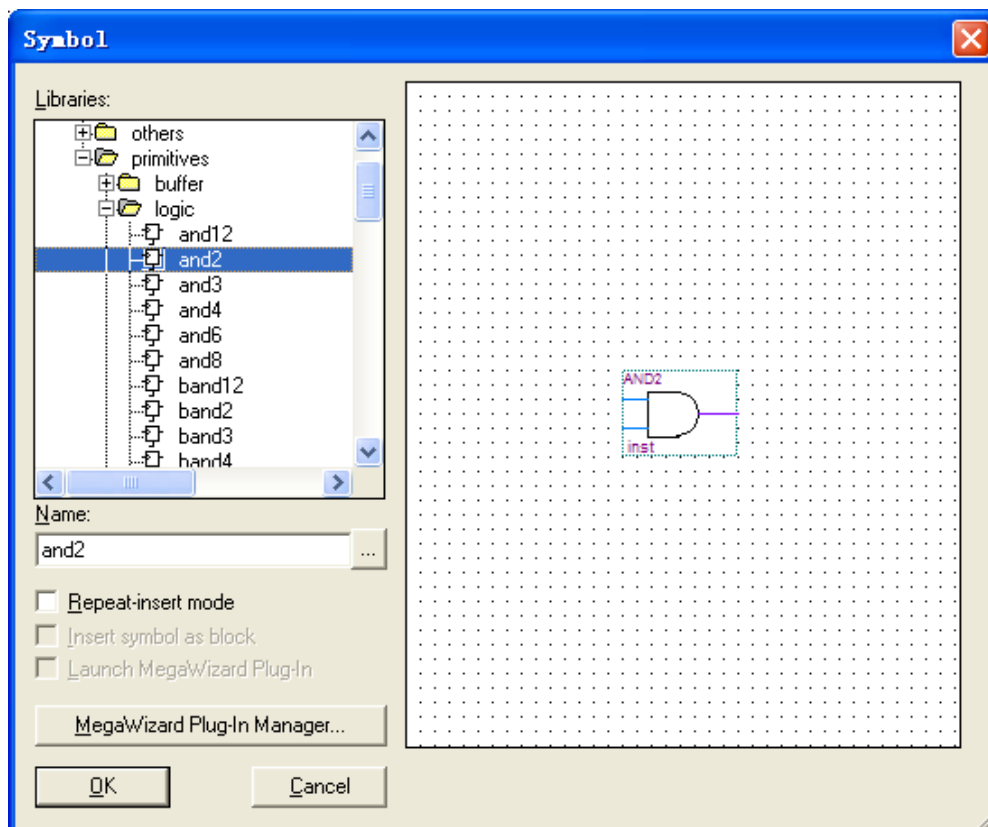 Symbol
Libraries:
others
primitives
buffer
logic
and12
and2
and3
and4
and6
and8
band12
band2
band3
band4
Name:
and2
...
Repeat-insert mode
Insert symbol as block
Launch MegaWizard Plug-In
MegaWizard Plug-In Manager...
OK
Cancel
AND2
inst